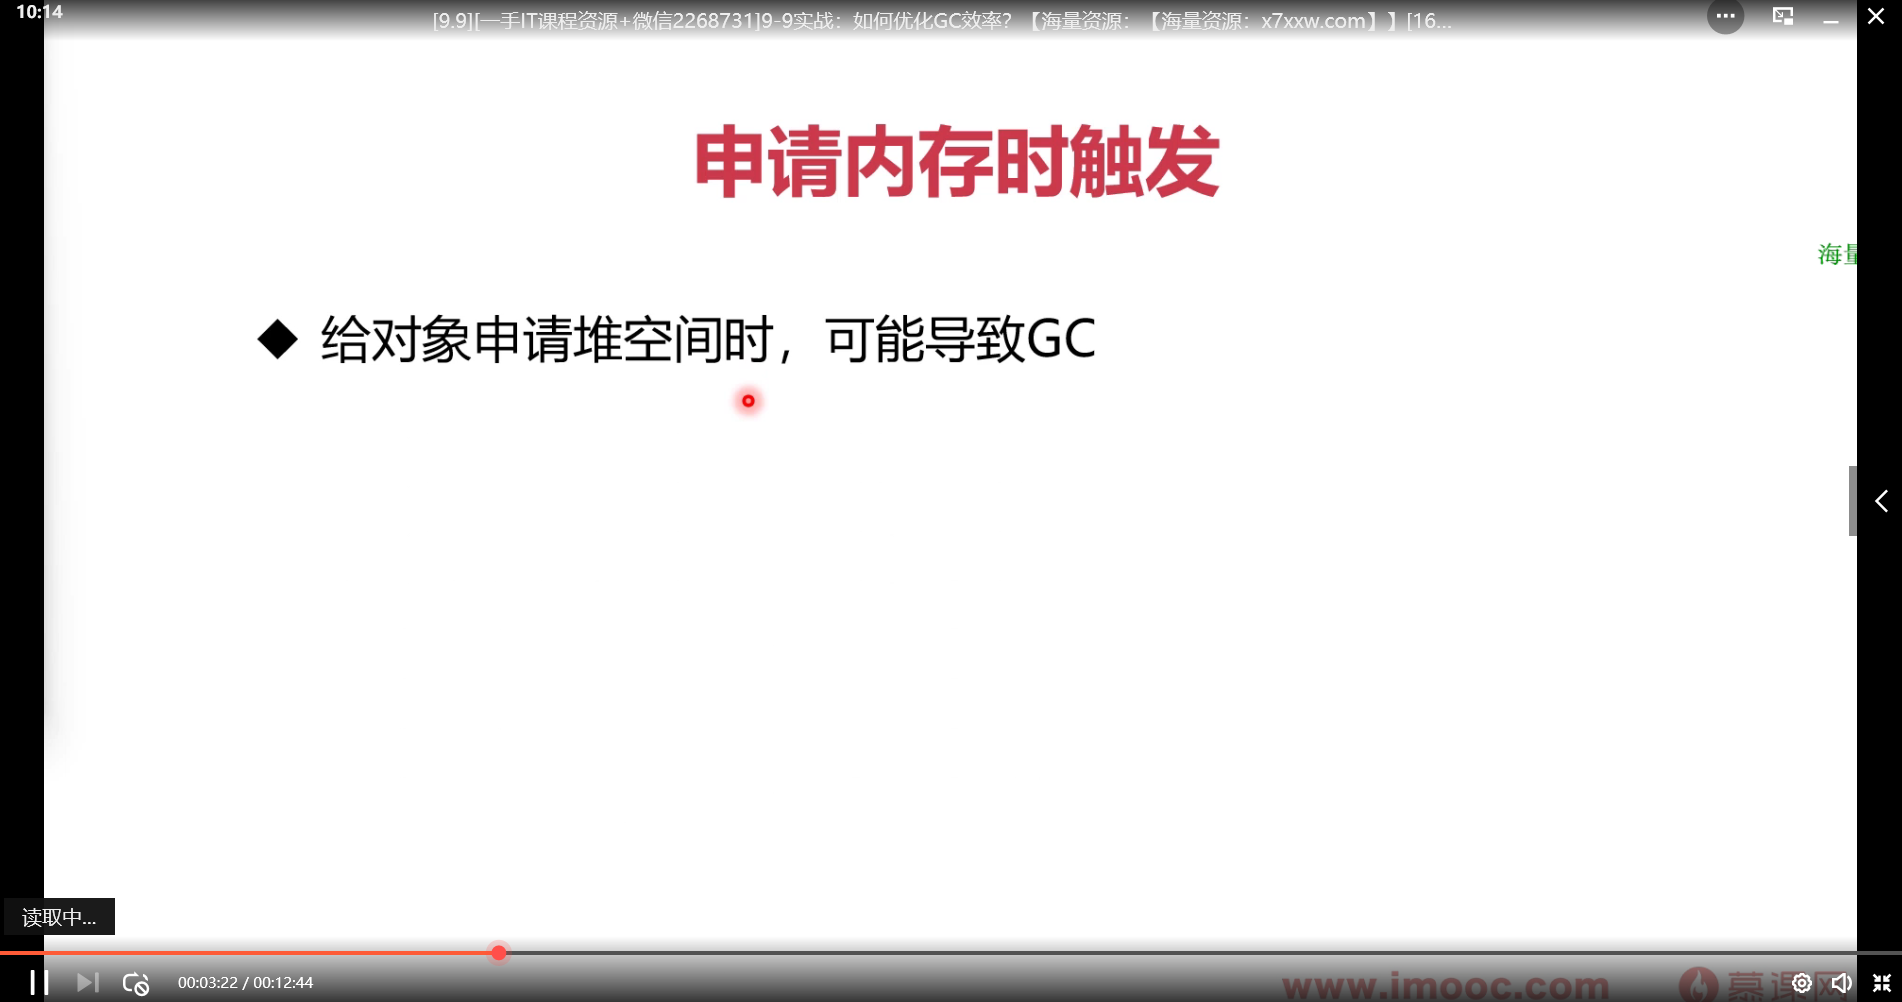 10:14
[9.9][一手IT课程资源+微信2268731]9-9实战：如何优化GC效率？【海量资源：【海量资源：x7xxw.com】】[16...
申请内存时触发
海量
◆ 给对象申请堆空间时，可能导致GC
读取中...
00:03:22 / 00:12:44
www.imooc.com 慕课网